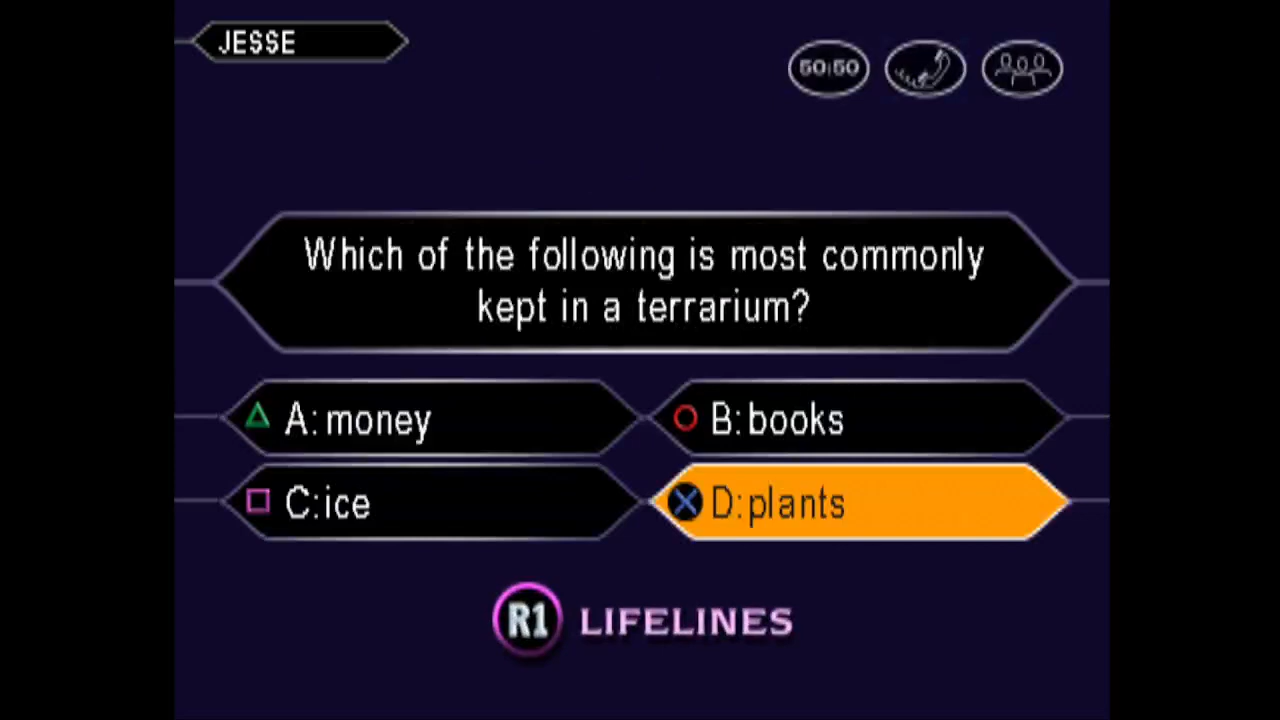 JESSE
50:50
Which of the following is most commonly
kept in a terrarium?
A: money
B: books
C: ice
D: plants
R1 LIFELINES